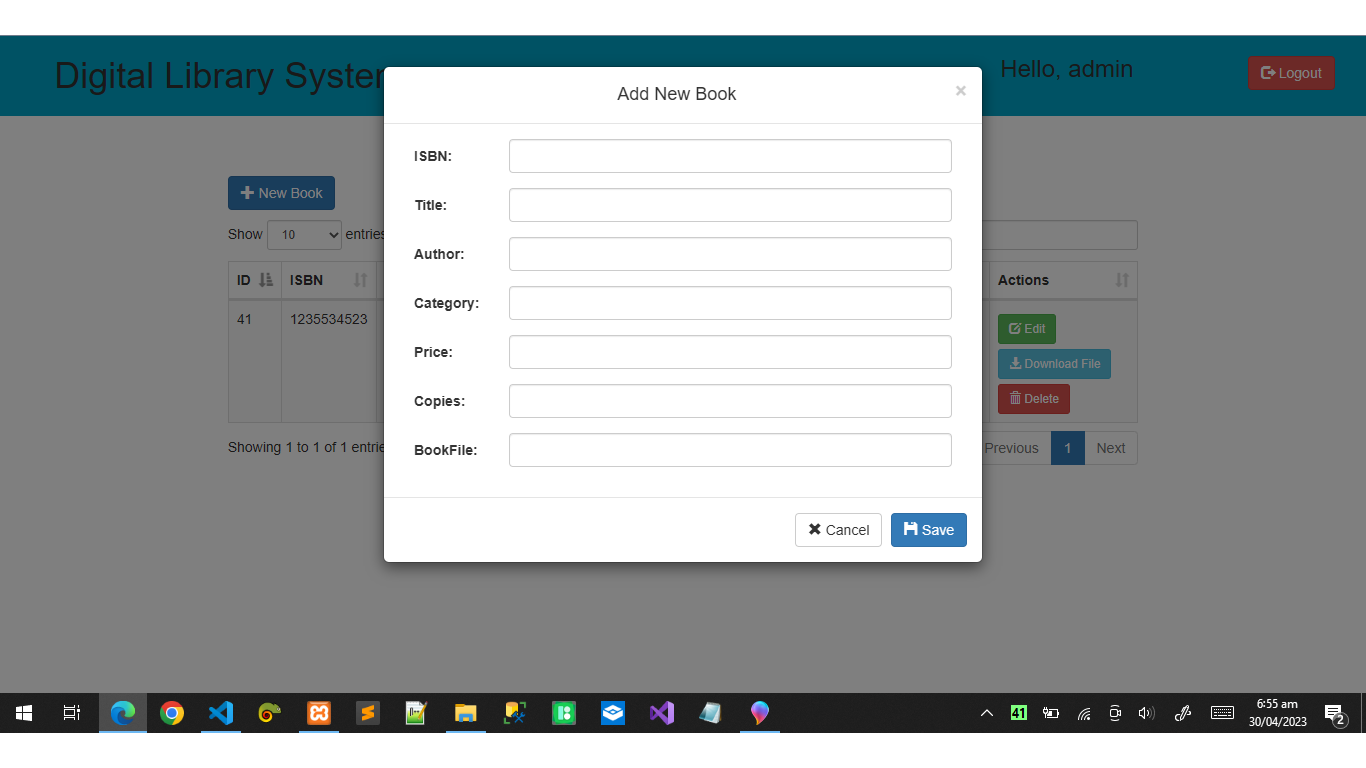 Digital Library System
Hello, admin
Logout
Add New Book
×
ISBN:
Title:
Author:
Category:
Price:
Copies:
BookFile:
Cancel
Save
New Book
Show 10 entries
ID ISBN Actions
41 1235534523
Edit
Download File
Delete
Showing 1 to 1 of 1 entries
Previous 1 Next
41
6:55 am
30/04/2023
2